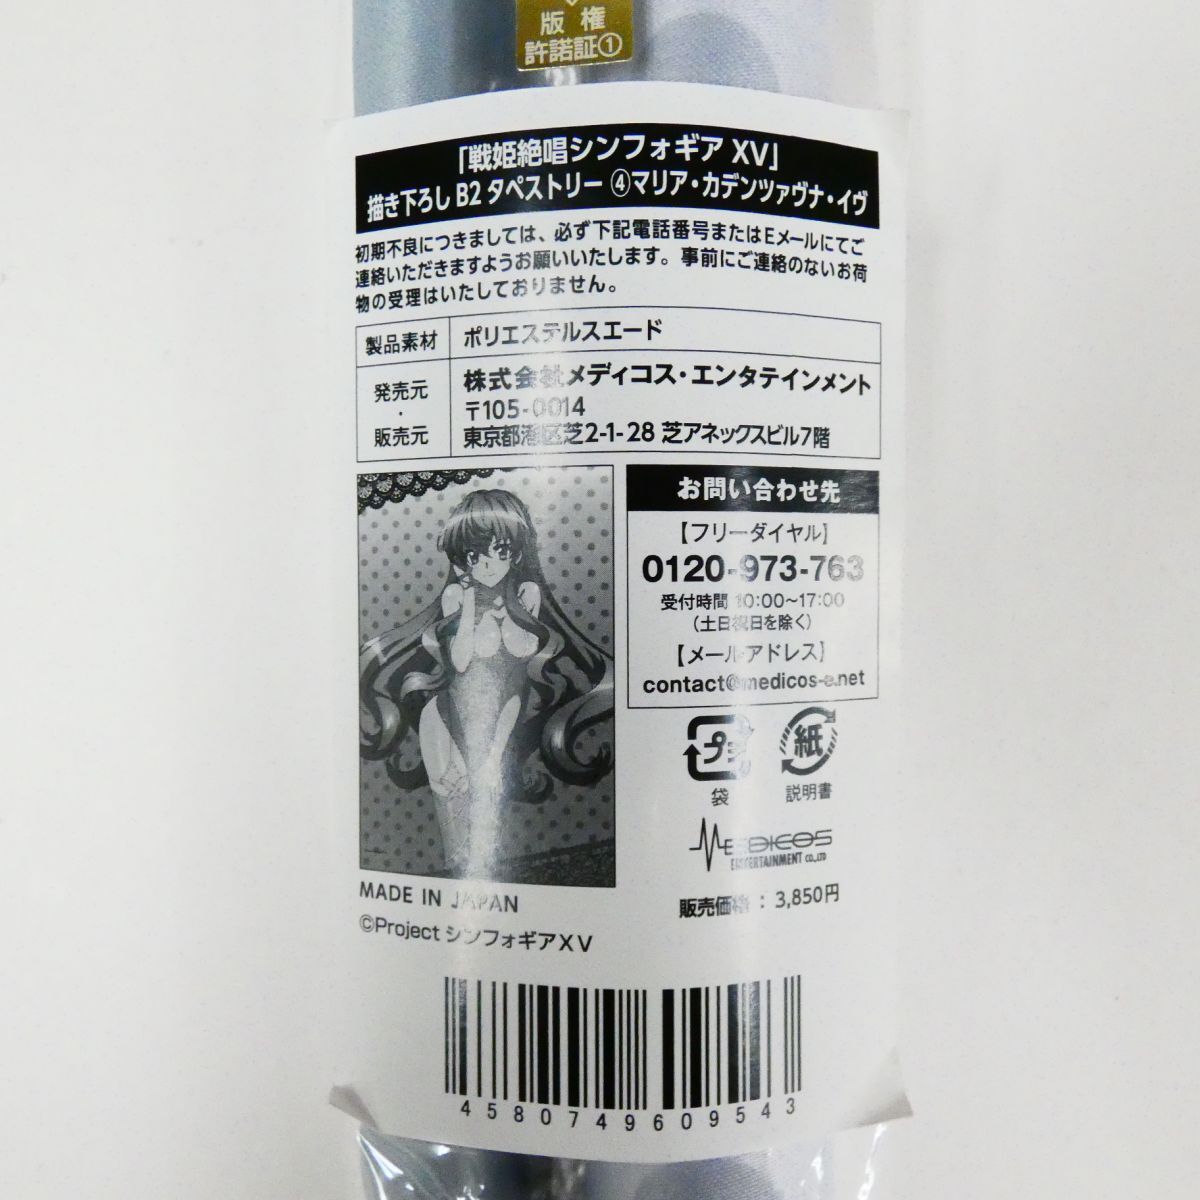 版権
許諾証①
「戦姫絶唱シンフォギア XV」
描き下ろし B2 タペストリー ④マリア・カデンツァヴナ・イヴ
初期不良につきましては、必ず下記電話番号またはEメールにてご
連絡いただきますようお願いいたします。事前にご連絡のないお荷
物の受理はいたしておりません。
製品素材
ポリエステルスエード
発売元
・
販売元
株式会社メディコス・エンタテインメント
〒105-0014
東京都港区芝2-1-28 芝アネックスビル7階
お問い合わせ先
【フリーダイヤル】
0120-973-763
受付時間 10:00～17:00
（土日祝日を除く）
【メールアドレス】
contact@medicos-e.net
プラ
袋
紙
説明書
MEDICOS
ENTERTAINMENT CO.,LTD
販売価格 : 3,850円
MADE IN JAPAN
©Project シンフォギアXV
4580749609543